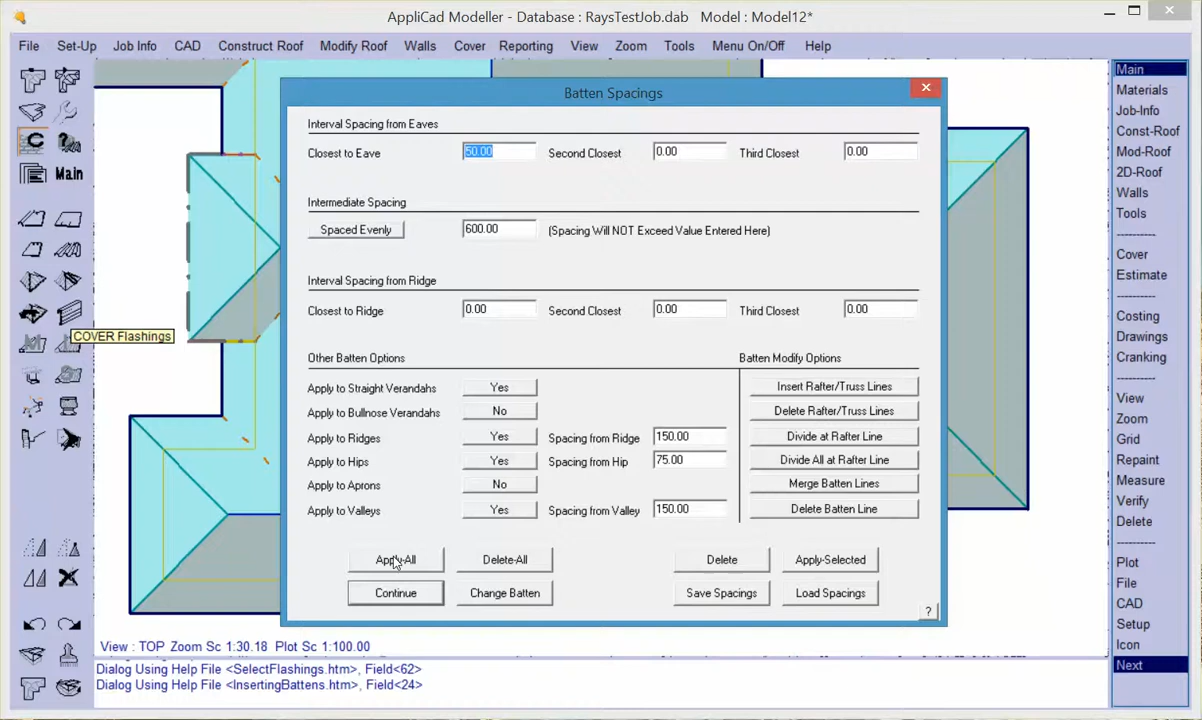 AppliCad Modeller - Database : RaysTestJob.dab Model : Model12*
File Set-Up Job Info CAD Construct Roof Modify Roof Walls Cover Reporting View Zoom Tools Menu On/Off Help
Main
COVER Flashings
Batten Spacings
Interval Spacing from Eaves
Closest to Eave 50.00 Second Closest 0.00 Third Closest 0.00
Intermediate Spacing
Spaced Evenly 600.00 (Spacing Will NOT Exceed Value Entered Here)
Interval Spacing from Ridge
Closest to Ridge 0.00 Second Closest 0.00 Third Closest 0.00
Other Batten Options
Apply to Straight Verandahs Yes
Apply to Bullnose Verandahs No
Apply to Ridges Yes Spacing from Ridge 150.00
Apply to Hips Yes Spacing from Hip 75.00
Apply to Aprons No
Apply to Valleys Yes Spacing from Valley 150.00
Batten Modify Options
Insert Rafter/Truss Lines
Delete Rafter/Truss Lines
Divide at Rafter Line
Divide All at Rafter Line
Merge Batten Lines
Delete Batten Line
Apply-All Delete-All Delete Apply-Selected
Continue Change Batten Save Spacings Load Spacings
?
Main
Materials
Job-Info
Const-Roof
Mod-Roof
2D-Roof
Walls
Tools
----------
Cover
Estimate
----------
Costing
Drawings
Cranking
----------
View
Zoom
Grid
Repaint
Measure
Verify
Delete
----------
Plot
File
CAD
Setup
Icon
Next
View : TOP Zoom Sc 1:30.18 Plot Sc 1:100.00
Dialog Using Help File <SelectFlashings.htm>, Field<62>
Dialog Using Help File <InsertingBattens.htm>, Field<24>